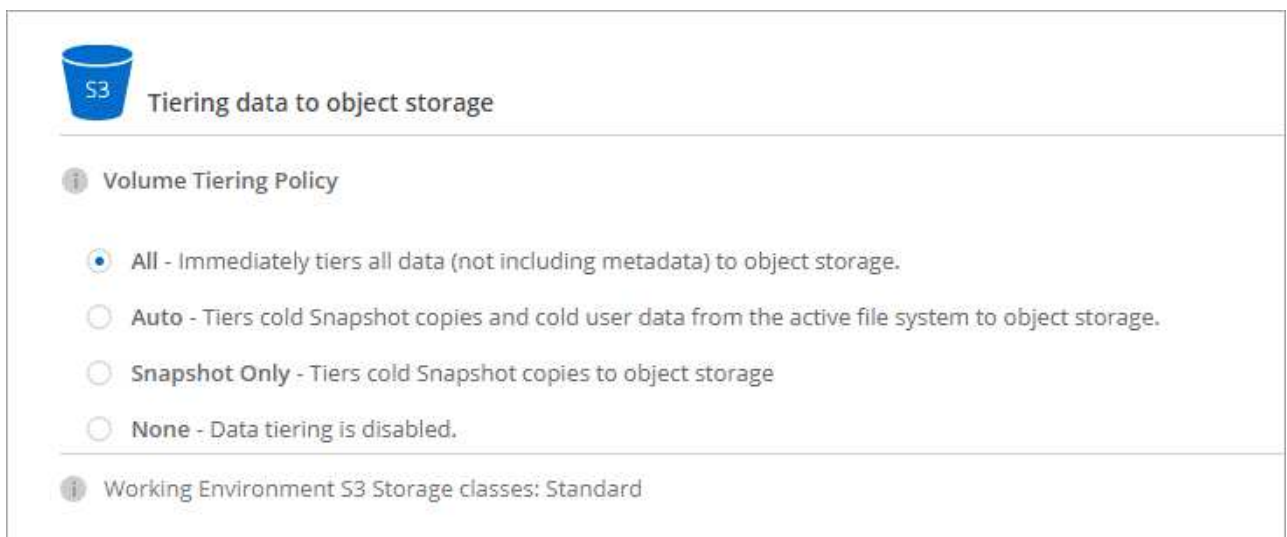 S3
Tiering data to object storage
i Volume Tiering Policy
All - Immediately tiers all data (not including metadata) to object storage.
Auto - Tiers cold Snapshot copies and cold user data from the active file system to object storage.
Snapshot Only - Tiers cold Snapshot copies to object storage
None - Data tiering is disabled.
i Working Environment S3 Storage classes: Standard